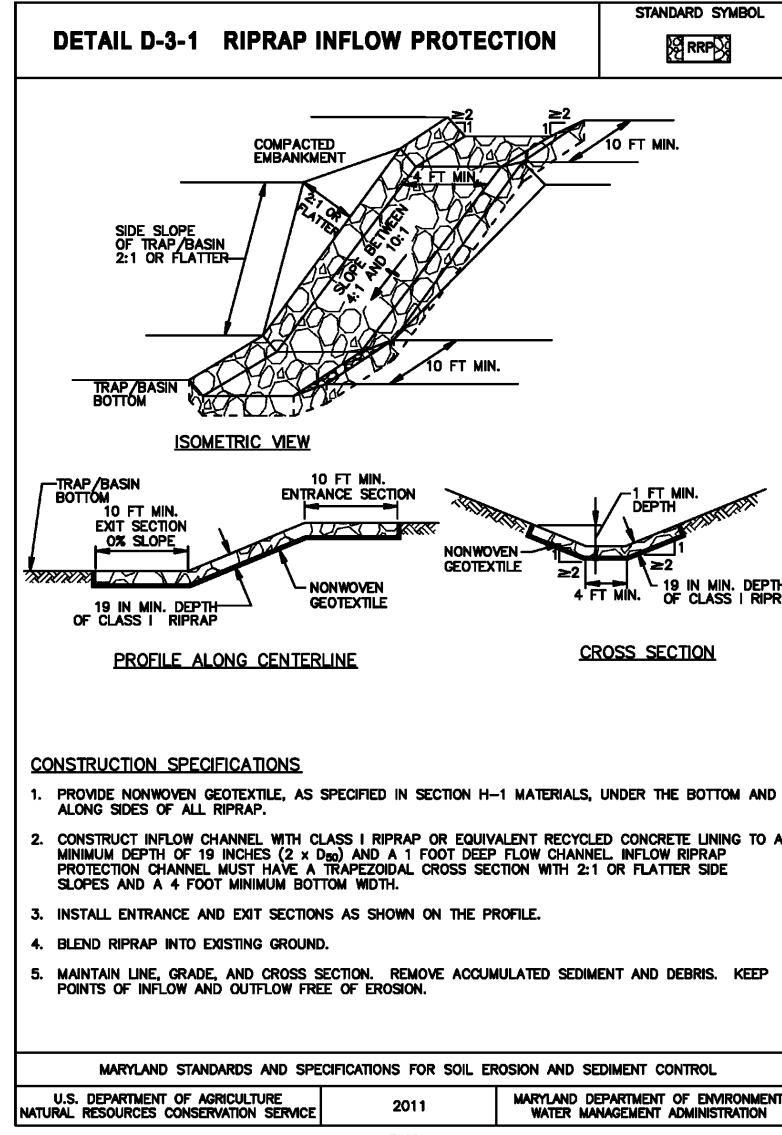 DETAIL D-3-1 RIPRAP INFLOW PROTECTION
STANDARD SYMBOL
RRP
≥2
1
≥2
1
10 FT MIN.
COMPACTED
EMBANKMENT
4 FT MIN.
2:1 OR
FLATTER
SLOPE BETWEEN
4:1 AND 10:1
SIDE SLOPE
OF TRAP/BASIN
2:1 OR FLATTER
10 FT MIN.
TRAP/BASIN
BOTTOM
ISOMETRIC VIEW
TRAP/BASIN
BOTTOM
10 FT MIN.
EXIT SECTION
0% SLOPE
10 FT MIN.
ENTRANCE SECTION
NONWOVEN
GEOTEXTILE
19 IN MIN. DEPTH
OF CLASS I RIPRAP
PROFILE ALONG CENTERLINE
1 FT MIN.
DEPTH
NONWOVEN
GEOTEXTILE
1
≥2
1
≥2
4 FT MIN.
19 IN MIN. DEPTH
OF CLASS I RIPR
CROSS SECTION
CONSTRUCTION SPECIFICATIONS
1. PROVIDE NONWOVEN GEOTEXTILE, AS SPECIFIED IN SECTION H-1 MATERIALS, UNDER THE BOTTOM AND
ALONG SIDES OF ALL RIPRAP.
2. CONSTRUCT INFLOW CHANNEL WITH CLASS I RIPRAP OR EQUIVALENT RECYCLED CONCRETE LINING TO A
MINIMUM DEPTH OF 19 INCHES (2 x D50) AND A 1 FOOT DEEP FLOW CHANNEL. INFLOW RIPRAP
PROTECTION CHANNEL MUST HAVE A TRAPEZOIDAL CROSS SECTION WITH 2:1 OR FLATTER SIDE
SLOPES AND A 4 FOOT MINIMUM BOTTOM WIDTH.
3. INSTALL ENTRANCE AND EXIT SECTIONS AS SHOWN ON THE PROFILE.
4. BLEND RIPRAP INTO EXISTING GROUND.
5. MAINTAIN LINE, GRADE, AND CROSS SECTION. REMOVE ACCUMULATED SEDIMENT AND DEBRIS. KEEP
POINTS OF INFLOW AND OUTFLOW FREE OF EROSION.
MARYLAND STANDARDS AND SPECIFICATIONS FOR SOIL EROSION AND SEDIMENT CONTROL
U.S. DEPARTMENT OF AGRICULTURE
NATURAL RESOURCES CONSERVATION SERVICE
2011
MARYLAND DEPARTMENT OF ENVIRONMENT
WATER MANAGEMENT ADMINISTRATION